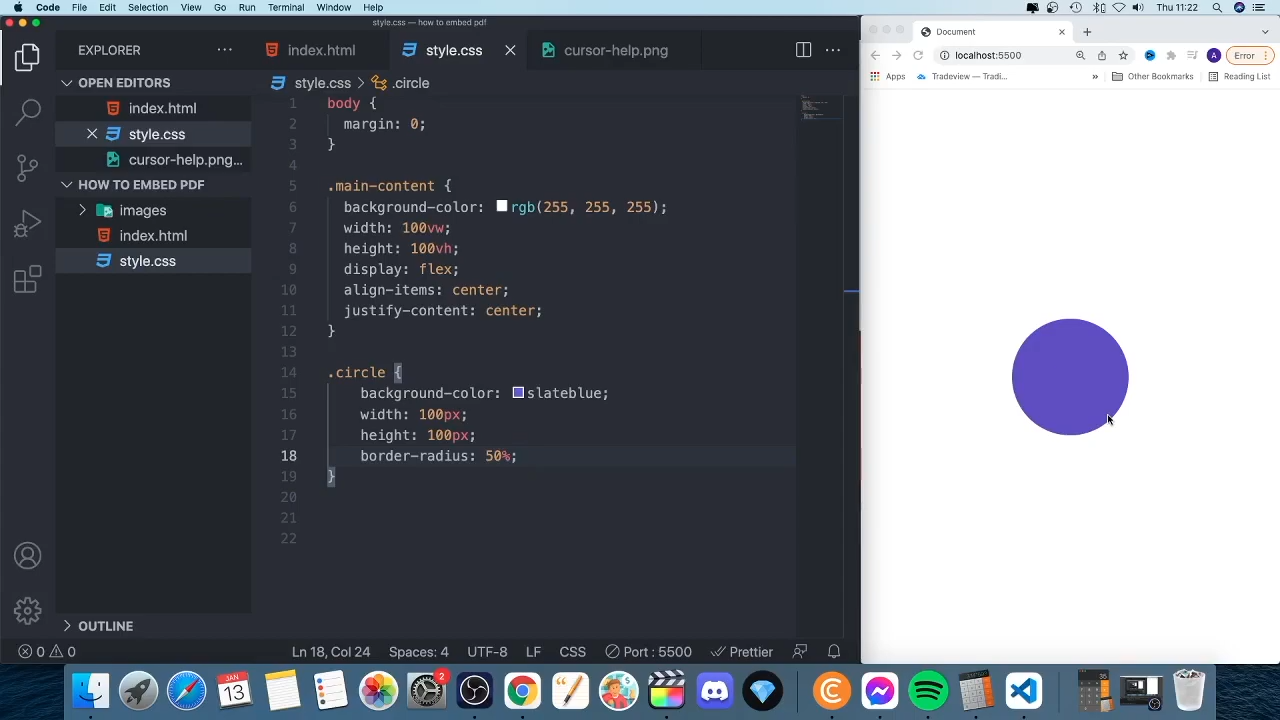 Code File Edit Selection View Go Run Terminal Window Help
Thu 11:22
style.css — how to embed pdf
EXPLORER
index.html
style.css
cursor-help.png
OPEN EDITORS
index.html
style.css
cursor-help.png...
HOW TO EMBED PDF
images
index.html
style.css
OUTLINE
style.css > .circle
1 body {
2 margin: 0;
3 }
4
5 .main-content {
6 background-color: rgb(255, 255, 255);
7 width: 100vw;
8 height: 100vh;
9 display: flex;
10 align-items: center;
11 justify-content: center;
12 }
13
14 .circle {
15 background-color: slateblue;
16 width: 100px;
17 height: 100px;
18 border-radius: 50%;
19 }
20
21
22
0 0
Ln 18, Col 24 Spaces: 4 UTF-8 LF CSS Port : 5500 Prettier
Document
localhost:5500
A
Error
Apps Tradeview – Tradi... » Other Bookmarks Reading List
13
2